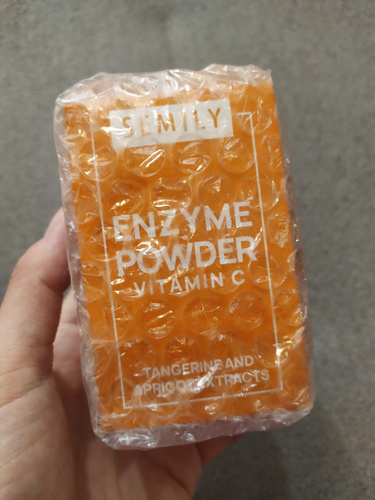 SEMILY
ENZYME
POWDER
VITAMIN C
TANGERINE AND
APRICOT EXTRACTS